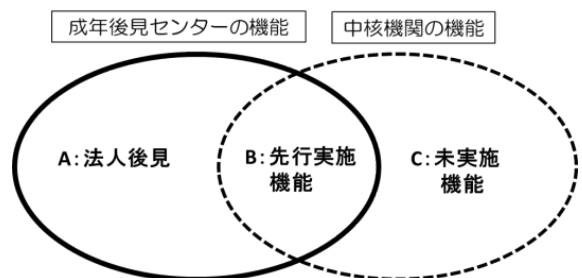 成年後見センターの機能
中核機関の機能
A:法人後見
B:先行実施
機能
C:未実施
機能